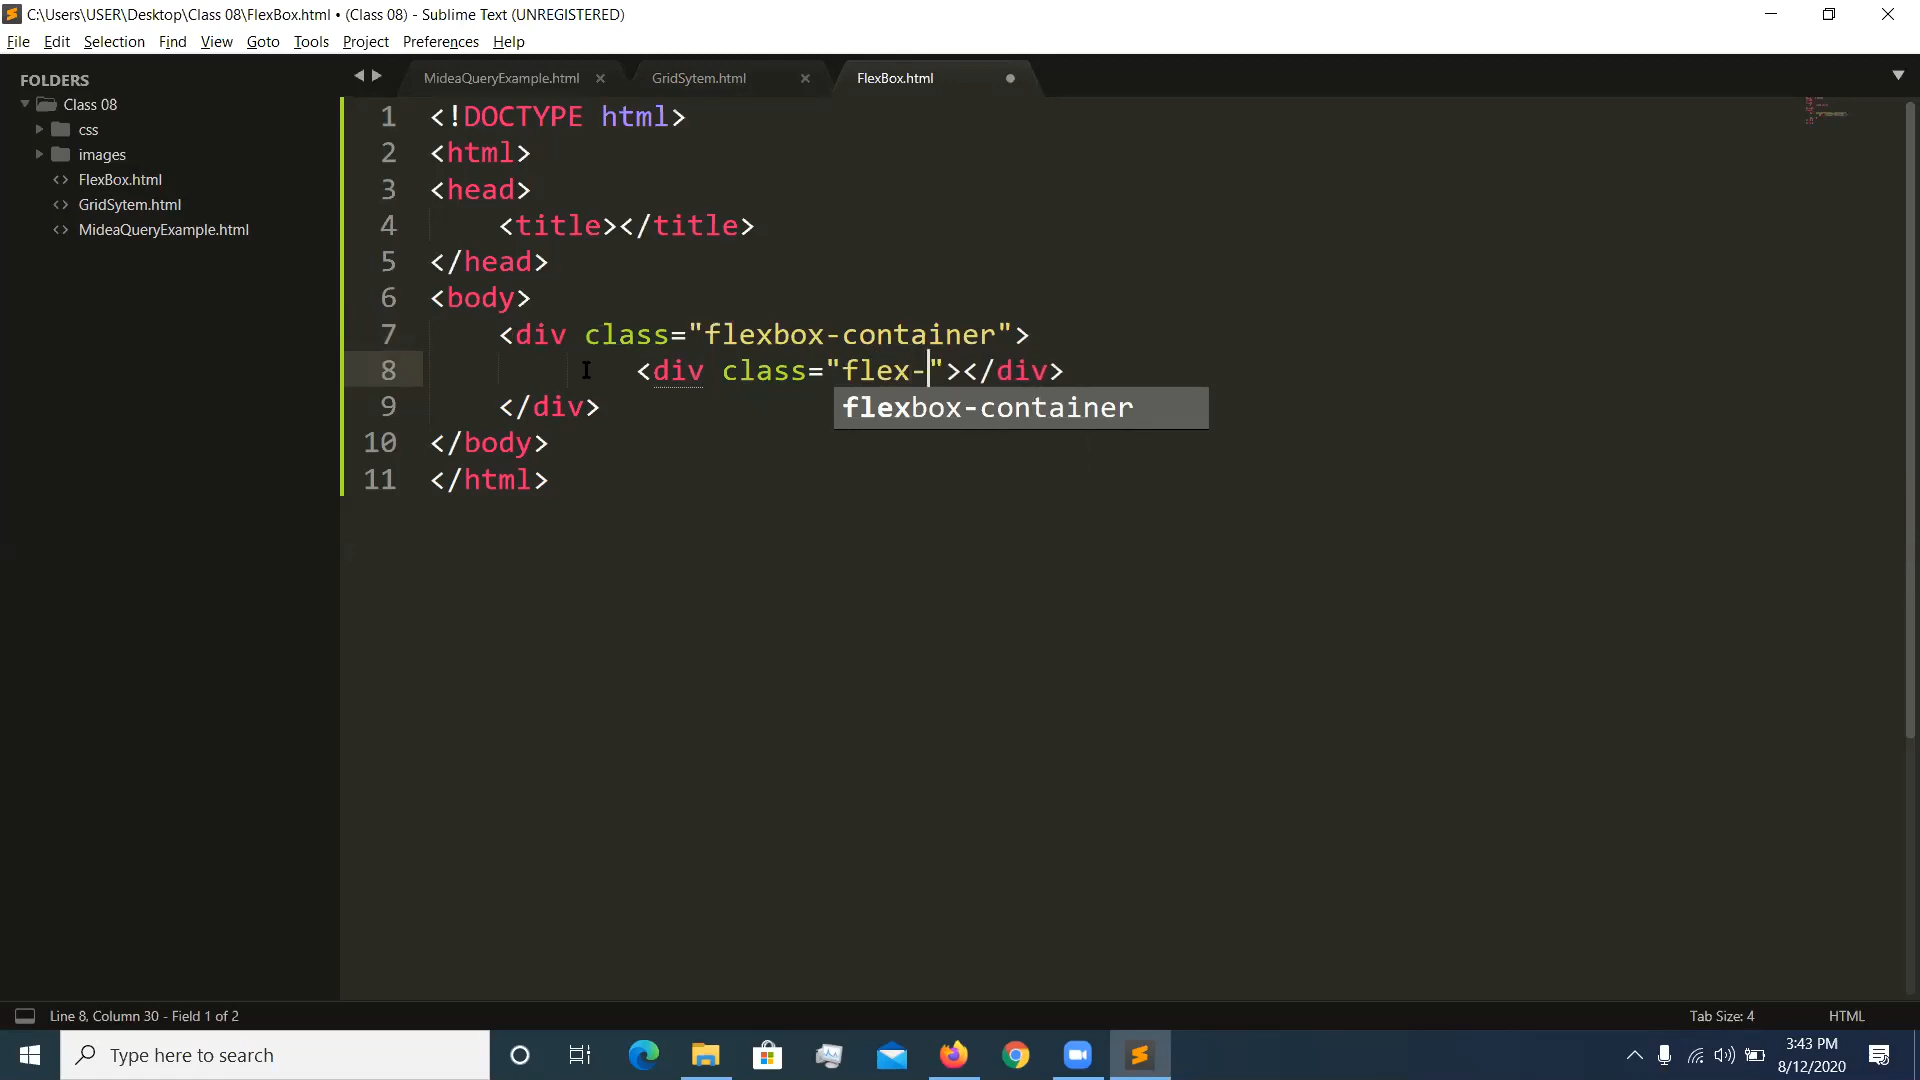 C:\Users\USER\Desktop\Class 08\FlexBox.html • (Class 08) - Sublime Text (UNREGISTERED)
File Edit Selection Find View Goto Tools Project Preferences Help
FOLDERS
Class 08
css
images
FlexBox.html
GridSytem.html
MideaQueryExample.html
MideaQueryExample.html × GridSytem.html × FlexBox.html
1 <!DOCTYPE html>
2 <html>
3 <head>
4 <title></title>
5 </head>
6 <body>
7 <div class="flexbox-container">
8 <div class="flex-"></div>
flexbox-container
9 </div>
10 </body>
11 </html>
Line 8, Column 30 - Field 1 of 2 Tab Size: 4 HTML
Type here to search
3:43 PM
8/12/2020